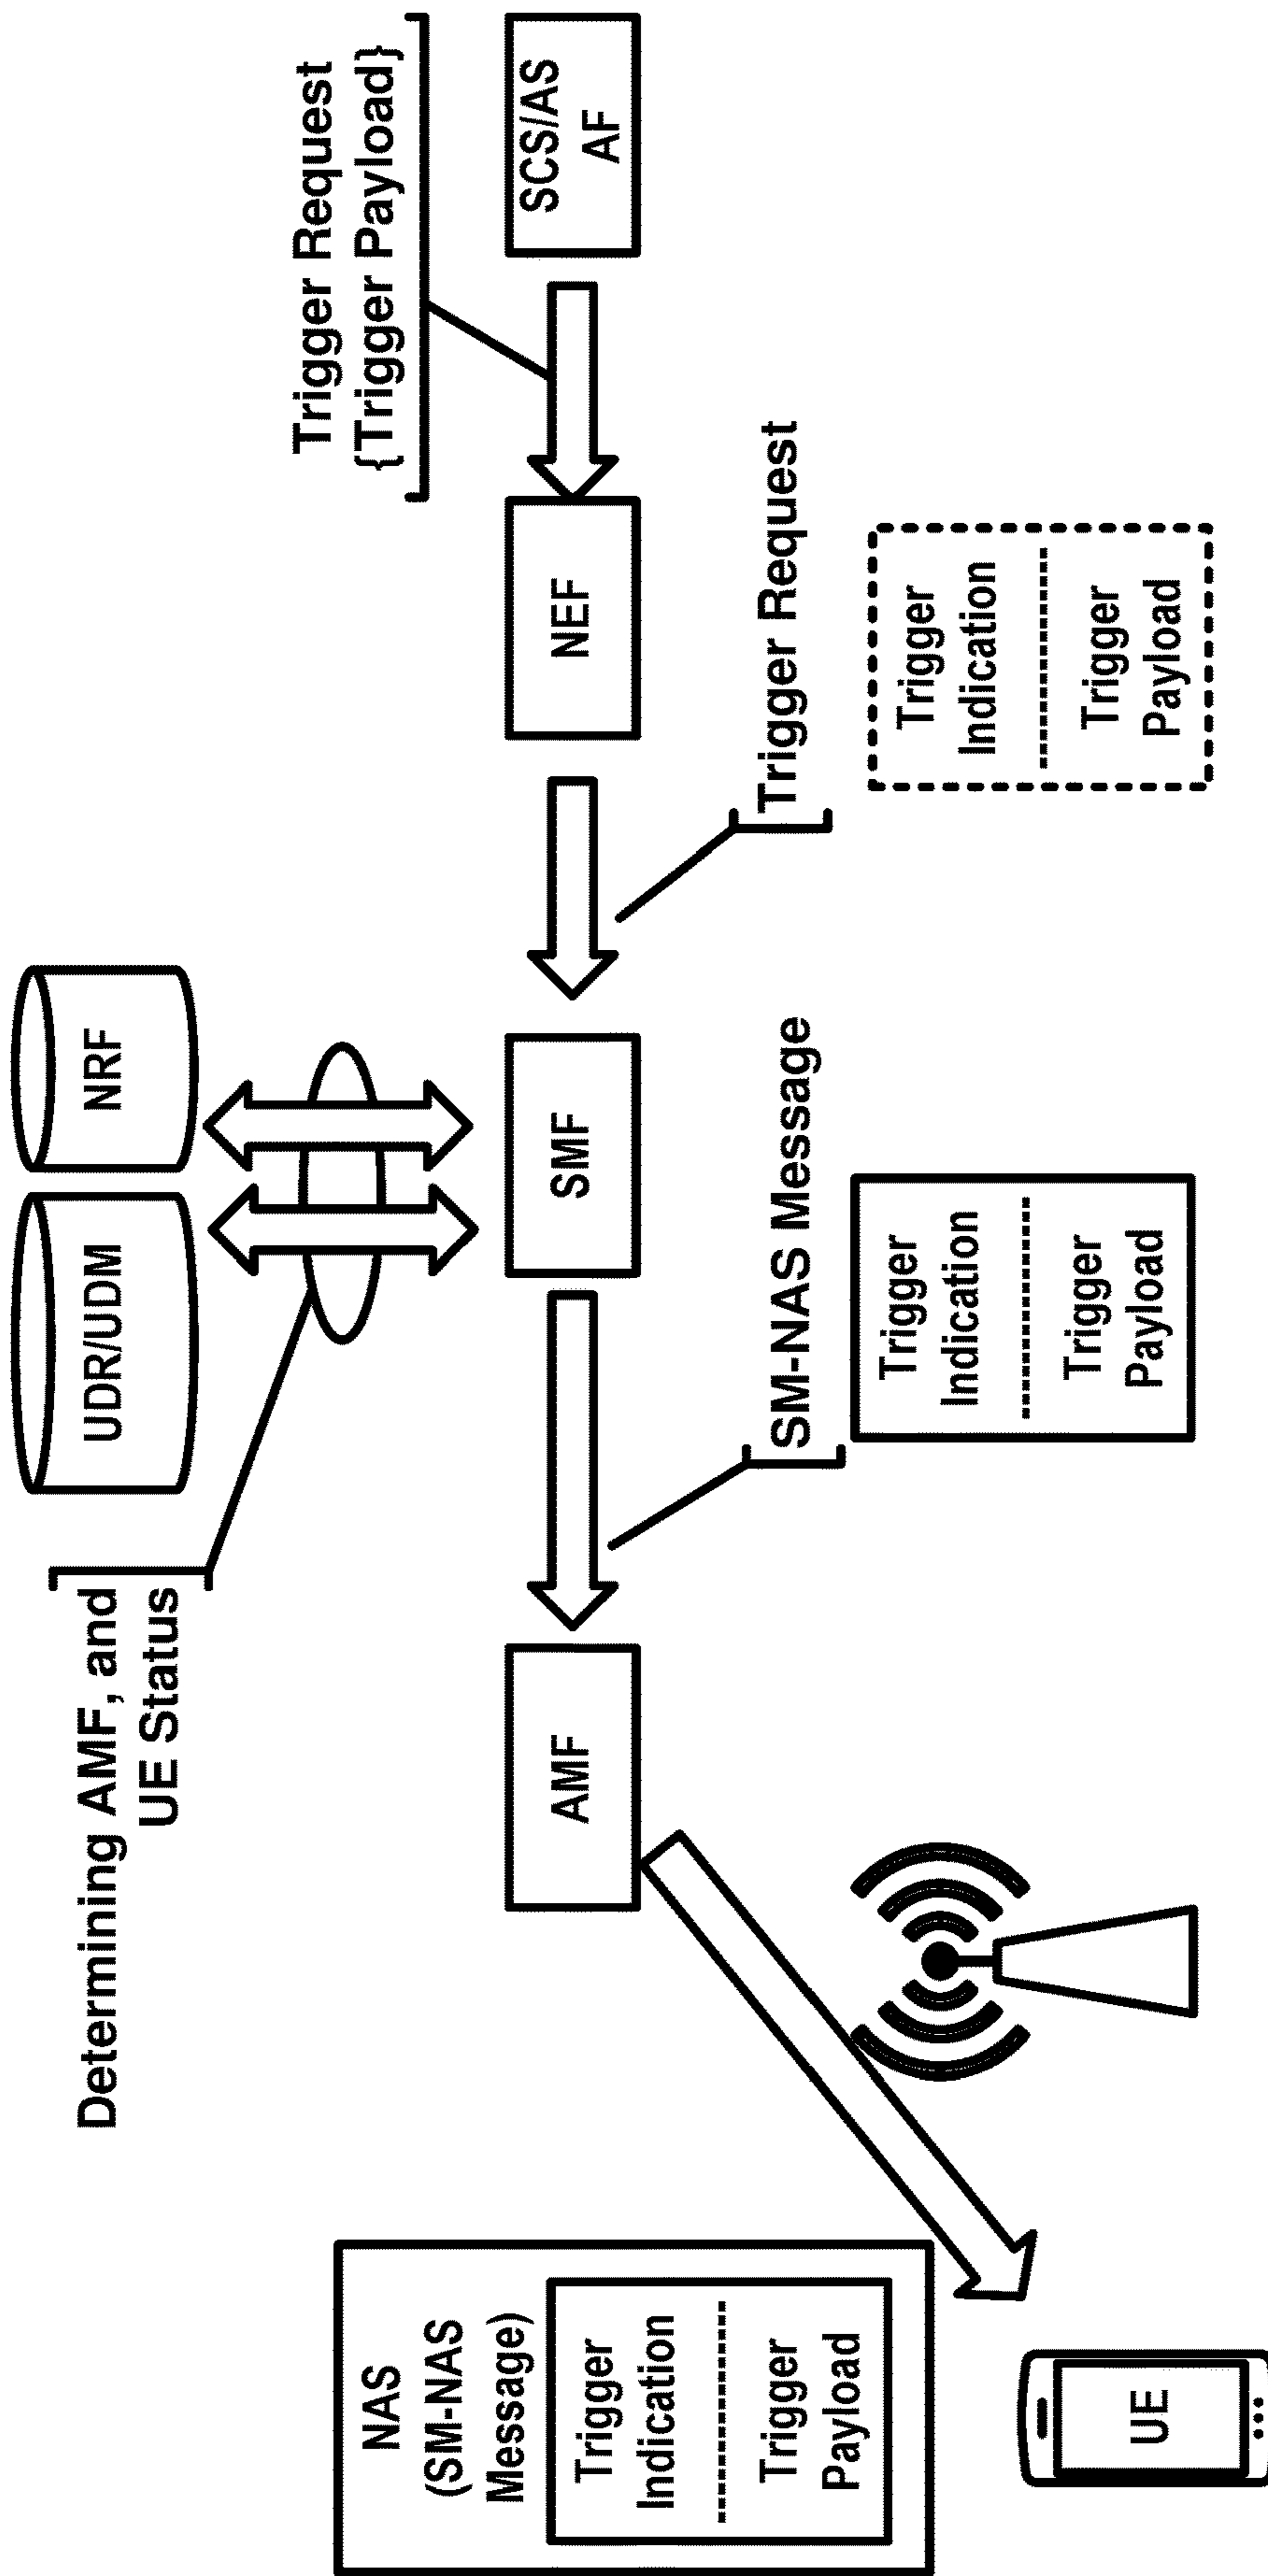 Determining AMF, and
UE Status
UDR/UDM
NRF
Trigger Request
{Trigger Payload}
NAS
(SM-NAS
Message)
Trigger
Indication
Trigger
Payload
AMF
SMF
NEF
SCS/AS
AF
SM-NAS Message
Trigger
Indication
Trigger
Payload
Trigger Request
Trigger
Indication
Trigger
Payload
UE